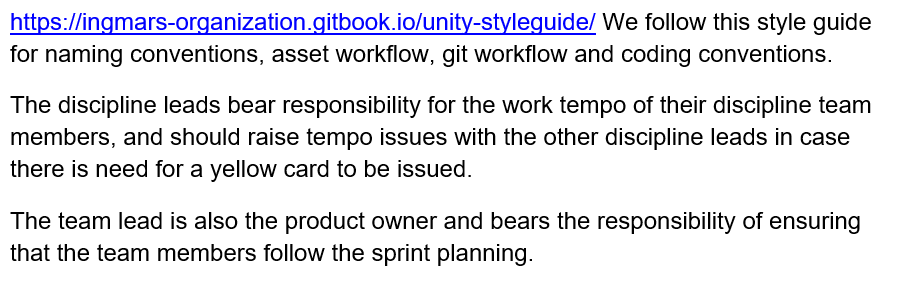 https://ingmars-organization.gitbook.io/unity-styleguide/ We follow this style guide
for naming conventions, asset workflow, git workflow and coding conventions.
The discipline leads bear responsibility for the work tempo of their discipline team
members, and should raise tempo issues with the other discipline leads in case
there is need for a yellow card to be issued.
The team lead is also the product owner and bears the responsibility of ensuring
that the team members follow the sprint planning.